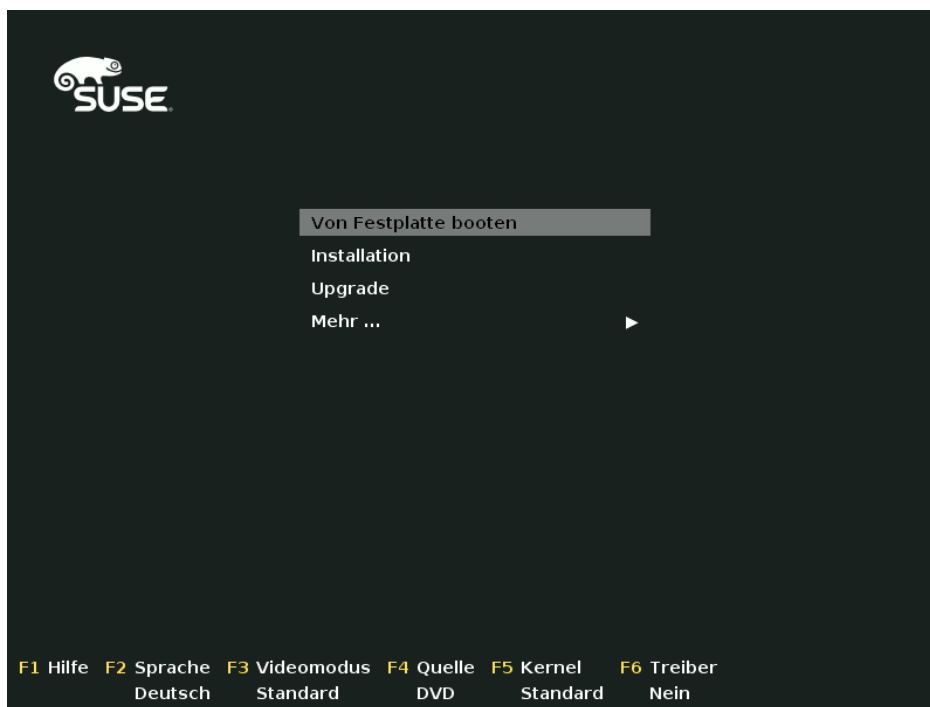 SUSE.
Von Festplatte booten
Installation
Upgrade
Mehr ... ▶
F1 Hilfe F2 Sprache F3 Videomodus F4 Quelle F5 Kernel F6 Treiber
Deutsch Standard DVD Standard Nein